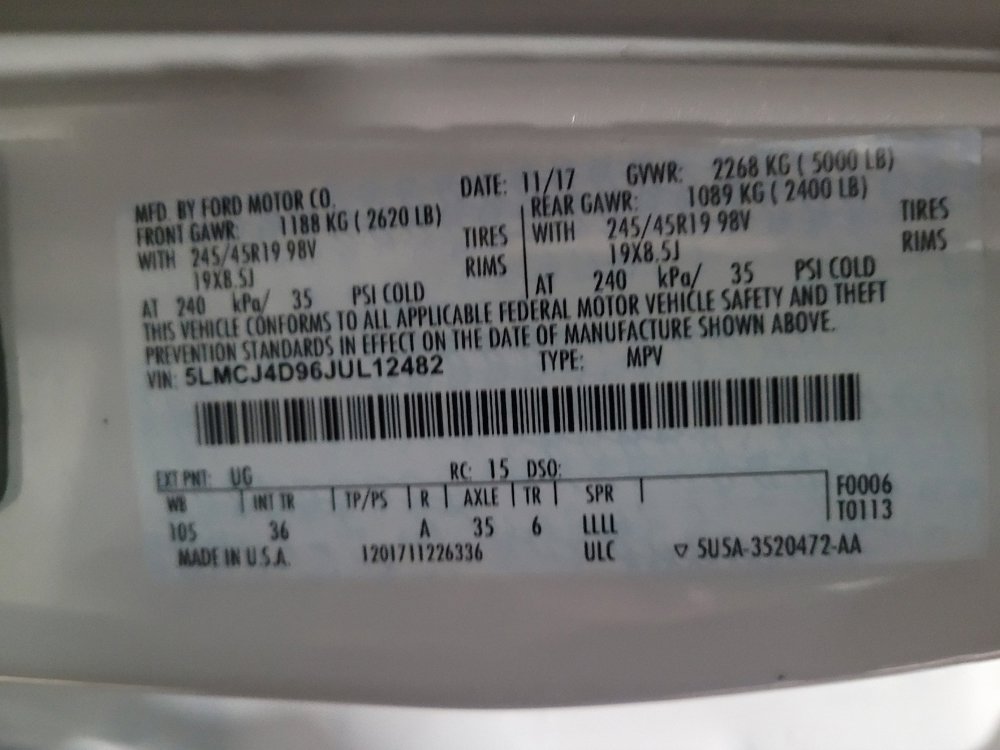 MFD. BY FORD MOTOR CO. DATE: 11/17 GVWR: 2268 KG ( 5000 LB)
FRONT GAWR: 1188 KG ( 2620 LB) REAR GAWR: 1089 KG ( 2400 LB)
WITH 245/45R19 98V TIRES WITH 245/45R19 98V TIRES
19X8.5J RIMS 19X8.5J RIMS
AT 240 kPa/ 35 PSI COLD AT 240 kPa/ 35 PSI COLD
THIS VEHICLE CONFORMS TO ALL APPLICABLE FEDERAL MOTOR VEHICLE SAFETY AND THEFT
PREVENTION STANDARDS IN EFFECT ON THE DATE OF MANUFACTURE SHOWN ABOVE.
VIN: 5LMCJ4D96JUL12482 TYPE: MPV
EXT PNT: UG RC: 15 DSO:
WB INT TR TP/PS R AXLE TR SPR F0006
105 36 A 35 6 LLLL T0113
MADE IN U.S.A. 1201711226336 ULC ▽ 5U5A-3520472-AA